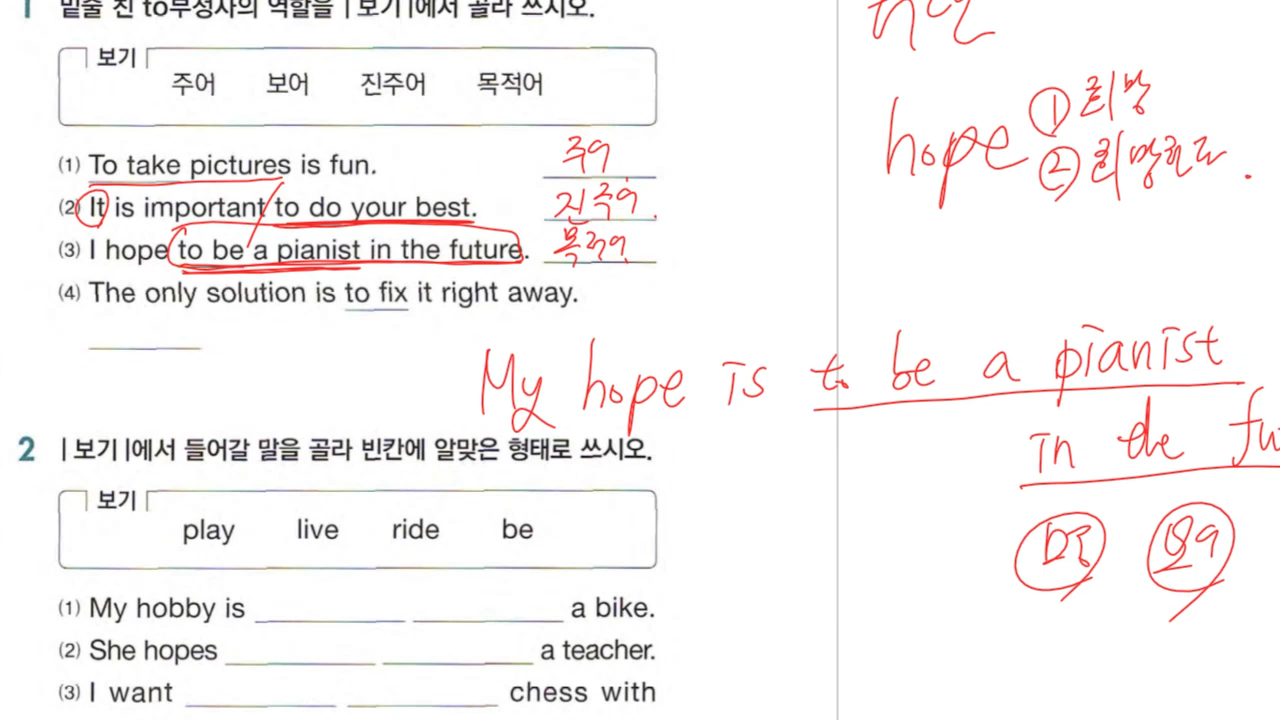 1 밑줄 친 to부정사의 역할을 |보기|에서 골라 쓰시오.
보기
주어 보어 진주어 목적어
(1) To take pictures is fun. 주어
(2) It is important to do your best. 진주어
(3) I hope to be a pianist in the future. 목적어
(4) The only solution is to fix it right away.
hope ① 희망
② 희망한다.
My hope is to be a pianist
in the fu
보어
2 |보기|에서 들어갈 말을 골라 빈칸에 알맞은 형태로 쓰시오.
보기
play live ride be
(1) My hobby is a bike.
(2) She hopes a teacher.
(3) I want chess with